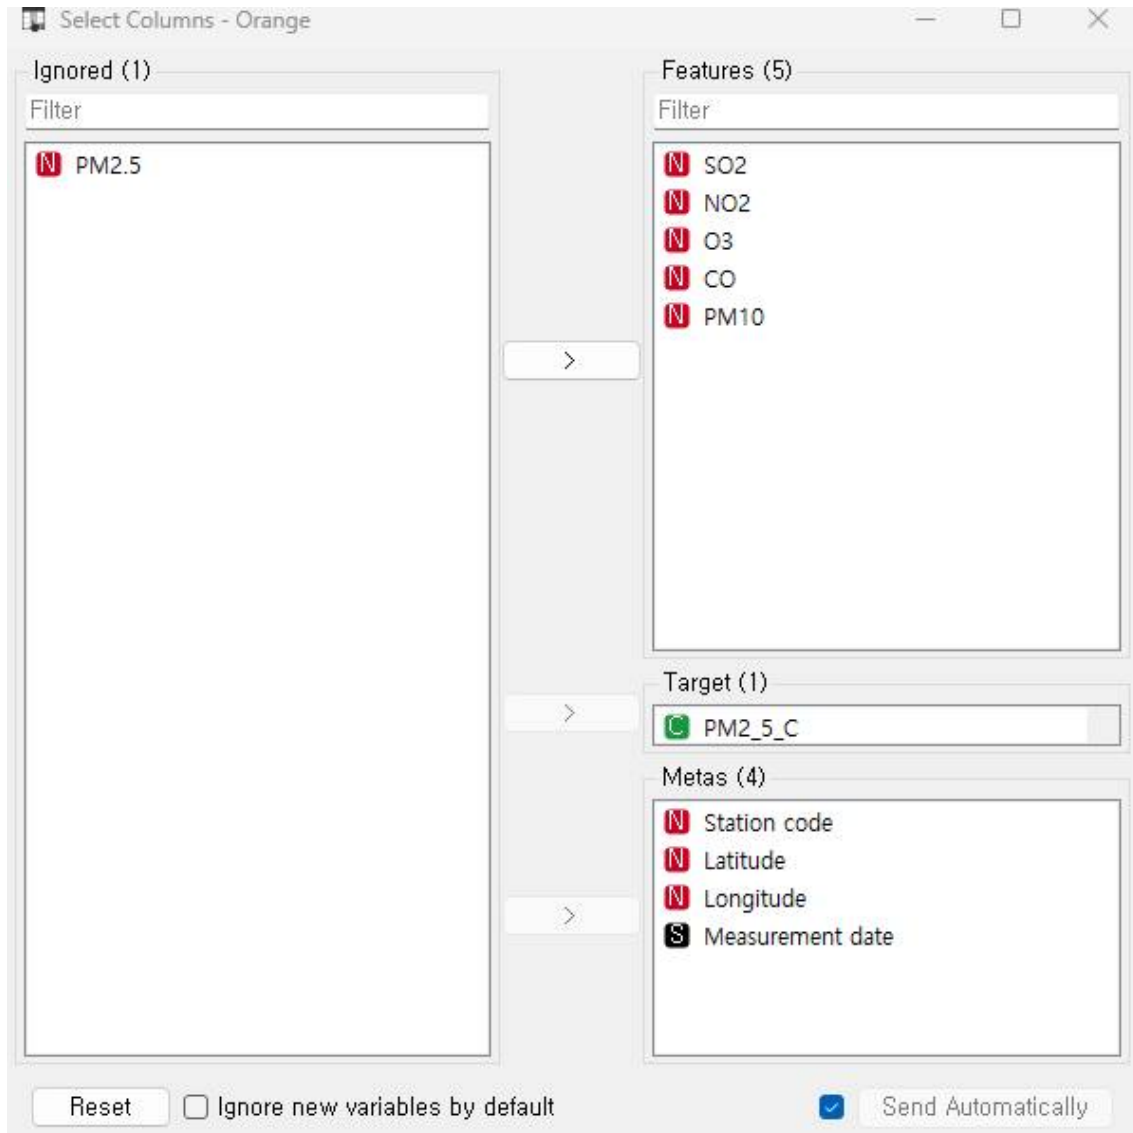 Select Columns - Orange
Ignored (1)
Filter
N PM2.5
>
>
>
Features (5)
Filter
N SO2
N NO2
N O3
N CO
N PM10
Target (1)
C PM2_5_C
Metas (4)
N Station code
N Latitude
N Longitude
S Measurement date
Reset
Ignore new variables by default
Send Automatically